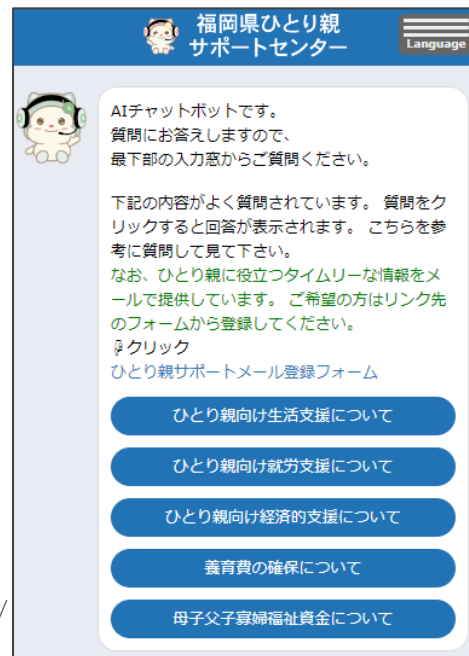 福岡県ひとり親
サポートセンター
Language
AIチャットボットです。
質問にお答えしますので、
最下部の入力窓からご質問ください。
下記の内容がよく質問されています。 質問をク
リックすると回答が表示されます。 こちらを参
考に質問して見て下さい。
なお、ひとり親に役立つタイムリーな情報をメ
ールで提供しています。 ご希望の方はリンク先
のフォームから登録してください。
☟クリック
ひとり親サポートメール登録フォーム
ひとり親向け生活支援について
ひとり親向け就労支援について
ひとり親向け経済的支援について
養育費の確保について
母子父子寡婦福祉資金について